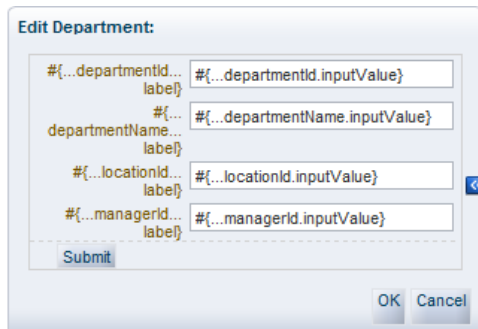 Edit Department:
#{...departmentId...
label}
#{...departmentId.inputValue}
#{...
departmentName...
label}
#{...departmentName.inputValue}
#{...locationId...
label}
#{...locationId.inputValue}
#{...managerId...
label}
#{...managerId.inputValue}
Submit
OK Cancel